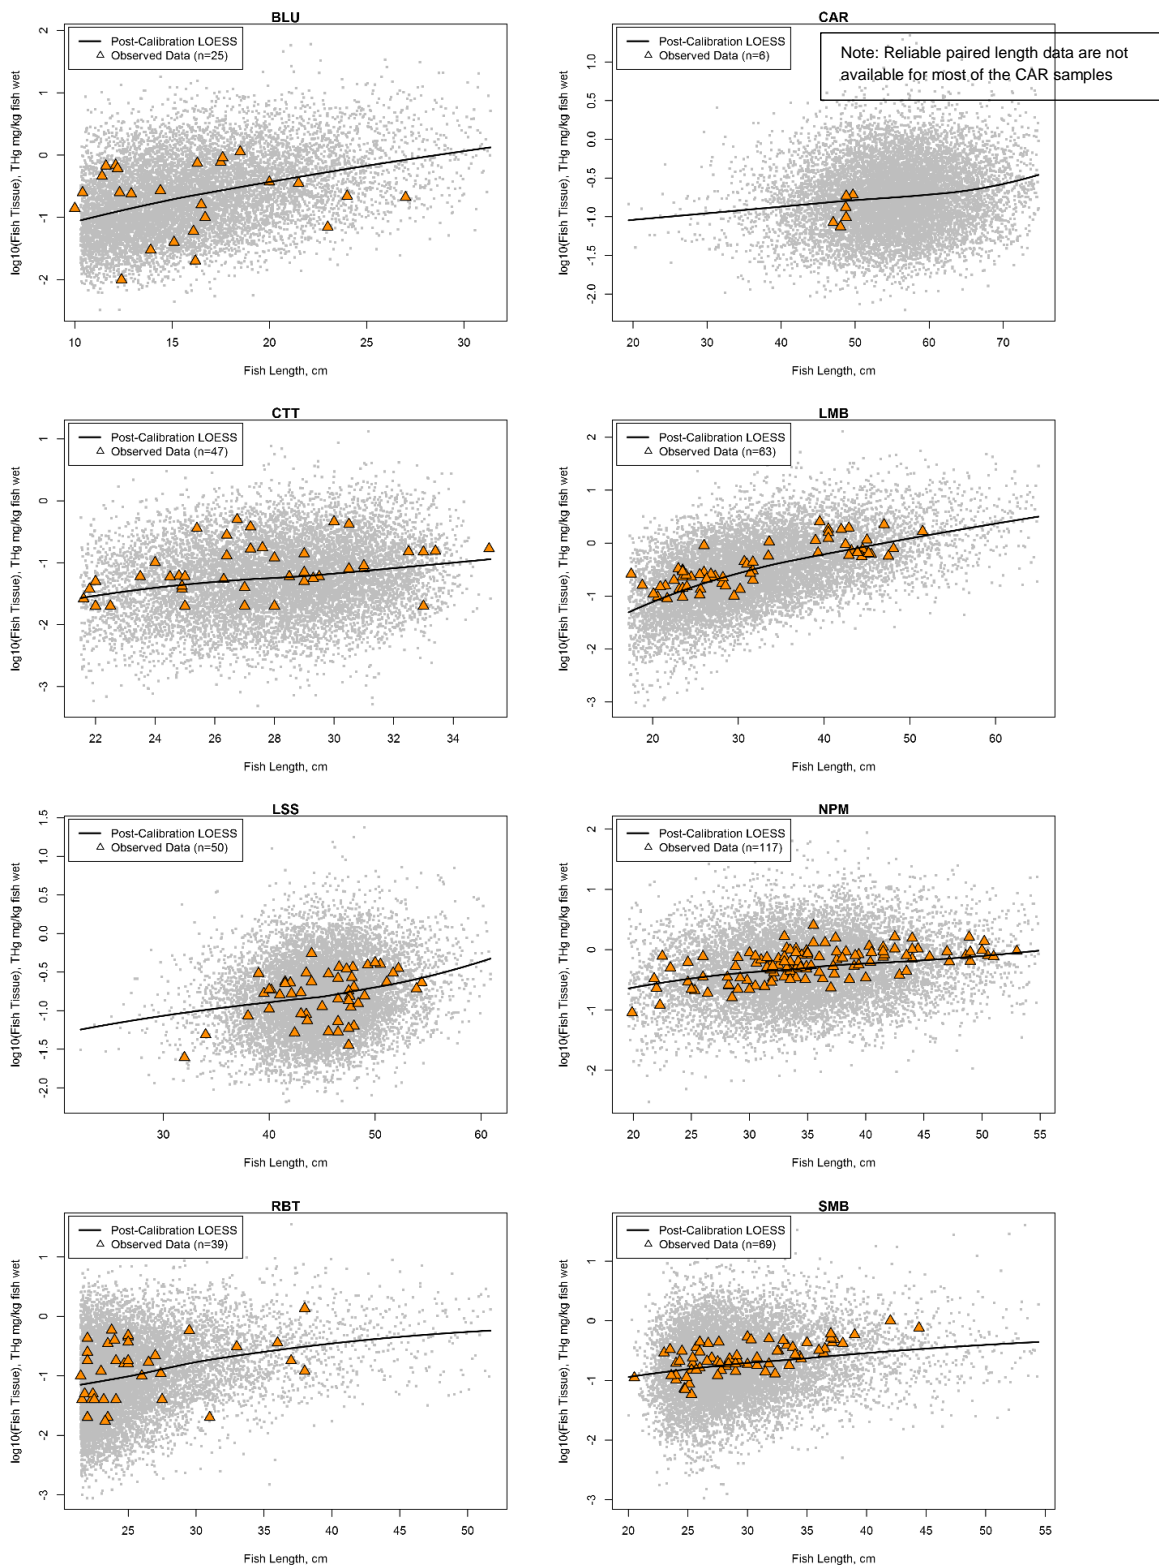 BLU
Post-Calibration LOESS
Observed Data (n=25)
log10(Fish Tissue), THg mg/kg fish wet
2
1
0
-1
-2
10
15
20
25
30
Fish Length, cm
CAR
Post-Calibration LOESS
Observed Data (n=6)
Note: Reliable paired length data are not
available for most of the CAR samples
log10(Fish Tissue), THg mg/kg fish wet
1.0
0.5
0.0
-0.5
-1.0
-1.5
-2.0
20
30
40
50
60
70
Fish Length, cm
CTT
Post-Calibration LOESS
Observed Data (n=47)
log10(Fish Tissue), THg mg/kg fish wet
1
0
-1
-2
-3
22
24
26
28
30
32
34
Fish Length, cm
LMB
Post-Calibration LOESS
Observed Data (n=63)
log10(Fish Tissue), THg mg/kg fish wet
2
1
0
-1
-2
-3
20
30
40
50
60
Fish Length, cm
LSS
Post-Calibration LOESS
Observed Data (n=50)
log10(Fish Tissue), THg mg/kg fish wet
1.5
1.0
0.5
0.0
-0.5
-1.0
-1.5
-2.0
30
40
50
60
Fish Length, cm
NPM
Post-Calibration LOESS
Observed Data (n=117)
log10(Fish Tissue), THg mg/kg fish wet
2
1
0
-1
-2
20
25
30
35
40
45
50
55
Fish Length, cm
RBT
Post-Calibration LOESS
Observed Data (n=39)
log10(Fish Tissue), THg mg/kg fish wet
1
0
-1
-2
-3
25
30
35
40
45
50
Fish Length, cm
SMB
Post-Calibration LOESS
Observed Data (n=69)
log10(Fish Tissue), THg mg/kg fish wet
1
0
-1
-2
-3
20
25
30
35
40
45
50
55
Fish Length, cm